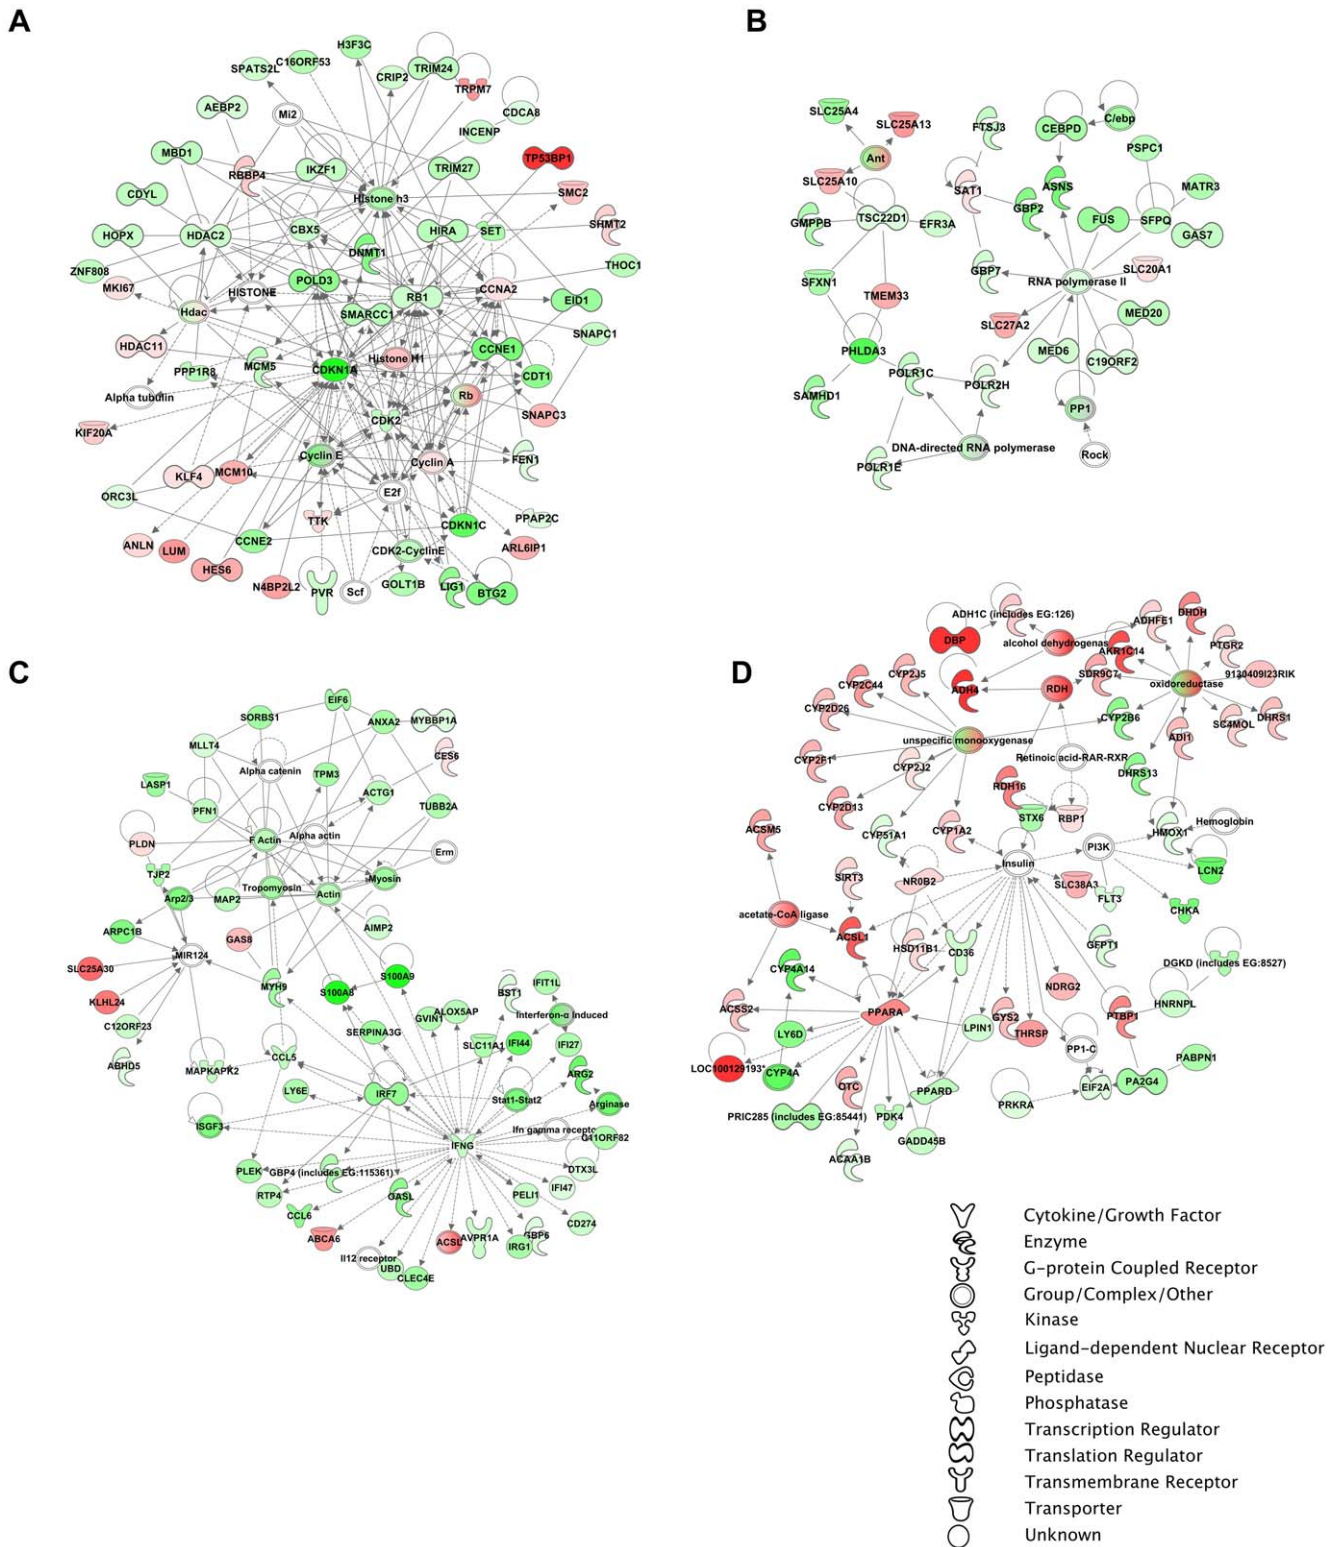 A
H3F3C
C16ORF53
SPATS2L
TRIM24
CRIP2
TRPM7
AEBP2
Mi2
CDCA8
INCENP
MBD1
TP53BP1
RBBP4
IKZF1
TRIM27
CDYL
Histone h3
SMC2
SHMT2
HOPX
HDAC2
CBX5
HIRA
SET
DNMT1
THOC1
ZNF808
MKI67
HISTONE
POLD3
RB1
CCNA2
EID1
Hdac
SMARCC1
SNAPC1
HDAC11
Histone H1
CCNE1
PPP1R8
MCM5
CDKN1A
CDT1
Alpha tubulin
Rb
SNAPC3
KIF20A
CDK2
Cyclin E
Cyclin A
FEN1
KLF4
MCM10
ORC3L
E2f
TTK
CDKN1C
PPAP2C
ANLN
LUM
CCNE2
CDK2-CyclinE
ARL6IP1
HES6
N4BP2L2
PVR
Scf
GOLT1B
LIG1
BTG2
B
SLC25A4
SLC25A13
FTSJ3
CEBPD
C/ebp
PSPC1
Ant
SLC25A10
SAT1
ASNS
MATR3
GBP2
GMPPB
TSC22D1
EFR3A
FUS
SFPQ
GAS7
SFXN1
GBP7
RNA polymerase II
SLC20A1
TMEM33
SLC27A2
MED20
PHLDA3
MED6
C19ORF2
POLR1C
POLR2H
SAMHD1
PP1
DNA-directed RNA polymerase
Rock
POLR1E
C
EIF6
SORBS1
ANXA2
MYBBP1A
MLLT4
CES6
Alpha catenin
LASP1
TPM3
ACTG1
PFN1
TUBB2A
PLDN
F Actin
Alpha actin
Erm
TJP2
Tropomyosin
Myosin
Arp2/3
MAP2
Actin
ARPC1B
AIMP2
GAS8
MIR124
SLC25A30
S100A9
MYH9
S100A8
KLHL24
BST1
IFIT1L
GVIN1
ALOX5AP
Interferon-α Induced
C12ORF23
SERPINA3G
SLC11A1
IFI44
IFI27
ABHD5
MAPKAPK2
CCL5
ARG2
LY6E
IRF7
Stat1-Stat2
Arginase
ISGF3
Ifn gamma recepto
C11ORF82
IFNG
PLEK
GBP4 (includes EG:115361)
DTX3L
RTP4
OASL
PELI1
IFI47
CCL6
CD274
ABCA6
ACSL
AVPR1A
GBP6
IRG1
Il12 receptor
UBD
CLEC4E
D
ADH1C (includes EG:126)
DBP
alcohol dehydrogenas
ADHFE1
DHDH
AKR1C14
PTGR2
CYP2J5
CYP2C44
ADH4
RDH
SDR9C7
9130409I23RIK
oxidoreductase
CYP2D26
CYP2B6
SC4MOL
DHRS1
unspecific monooxygenase
ADI1
CYP2F1
CYP2J2
Retinoic acid-RAR-RXR
DHRS13
CYP2D13
RDH16
STX6
RBP1
ACSM5
CYP51A1
CYP1A2
HMOX1
Hemoglobin
Insulin
PI3K
SIRT3
NR0B2
SLC38A3
LCN2
FLT3
CHKA
acetate-CoA ligase
ACSL1
HSD11B1
CD36
GFPT1
CYP4A14
DGKD (includes EG:8527)
NDRG2
ACSS2
PPARA
GYS2
PTBP1
HNRNPL
LY6D
LPIN1
THRSP
PP1-C
PABPN1
LOC100129193*
CYP4A
OTC
PPARD
EIF2A
PA2G4
PRKRA
PRIC285 (includes EG:85441)
PDK4
GADD45B
ACAA1B
Cytokine/Growth Factor
Enzyme
G-protein Coupled Receptor
Group/Complex/Other
Kinase
Ligand-dependent Nuclear Receptor
Peptidase
Phosphatase
Transcription Regulator
Translation Regulator
Transmembrane Receptor
Transporter
Unknown